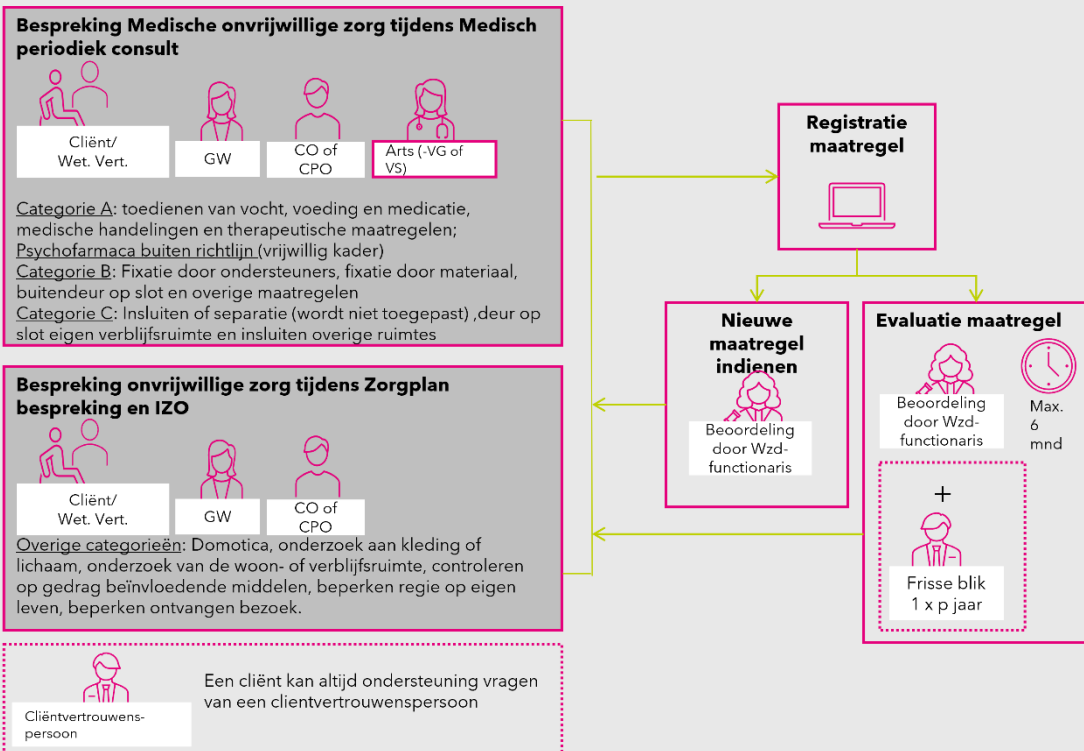 Bespreking Medische onvrijwillige zorg tijdens Medisch
periodiek consult
Cliënt/
Wet. Vert.
GW
CO of
CPO
Arts (-VG of
VS)
Categorie A: toedienen van vocht, voeding en medicatie,
medische handelingen en therapeutische maatregelen;
Psychofarmaca buiten richtlijn (vrijwillig kader)
Categorie B: Fixatie door ondersteuners, fixatie door materiaal,
buitendeur op slot en overige maatregelen
Categorie C: Insluiten of separatie (wordt niet toegepast) ,deur op
slot eigen verblijfsruimte en insluiten overige ruimtes
Bespreking onvrijwillige zorg tijdens Zorgplan
bespreking en IZO
Cliënt/
Wet. Vert.
GW
CO of
CPO
Overige categorieën: Domotica, onderzoek aan kleding of
lichaam, onderzoek van de woon- of verblijfsruimte, controleren
op gedrag beïnvloedende middelen, beperken regie op eigen
leven, beperken ontvangen bezoek.
Cliëntvertrouwens-
persoon
Een cliënt kan altijd ondersteuning vragen
van een clientvertrouwenspersoon
Registratie
maatregel
Nieuwe
maatregel
indienen
Beoordeling
door Wzd-
functionaris
Evaluatie maatregel
Beoordeling
door Wzd-
functionaris
Max.
6
mnd
+
Frisse blik
1 x p jaar